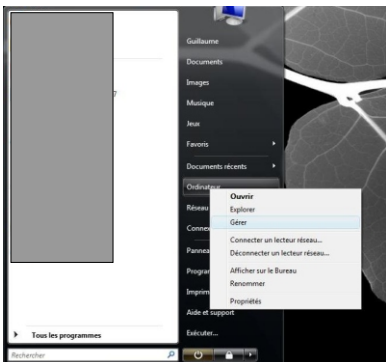 Guillaume
Documents
Images
Musique
Jeux
Favoris
Documents récents
Ordinateur
Réseau
Ouvrir
Explorer
Gérer
Connecter un lecteur réseau...
Déconnecter un lecteur réseau...
Afficher sur le Bureau
Renommer
Propriétés
Connex
Pannea
Program
Imprim
Aide et support
Exécuter...
Tous les programmes
Rechercher